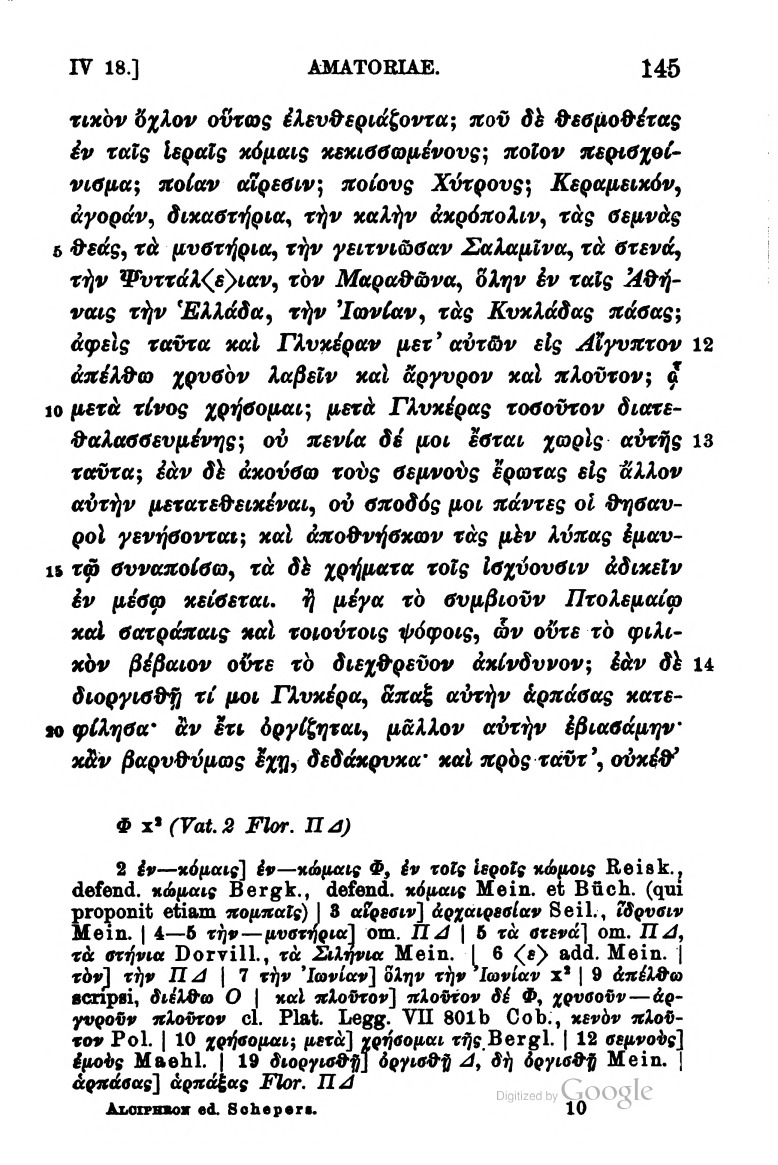 IV 18.] AMATORIAE. 145
τικὸν ὄχλον οὕτως ἐλευθεριάζοντα; ποῦ δὲ θεσμοθέτας
ἐν ταῖς ἱεραῖς κόμαις κεκισσωμένους; ποῖον περισχοί-
νισμα; ποίαν αἵρεσιν; ποίους Χύτρους; Κεραμεικόν,
ἀγοράν, δικαστήρια, τὴν καλὴν ἀκρόπολιν, τὰς σεμνὰς
5 θεάς, τὰ μυστήρια, τὴν γειτνιῶσαν Σαλαμῖνα, τὰ στενά,
τὴν Ψυττάλ〈ε〉ιαν, τὸν Μαραθῶνα, ὅλην ἐν ταῖς Ἀθή-
ναις τὴν Ἑλλάδα, τὴν Ἰωνίαν, τὰς Κυκλάδας πάσας;
ἀφεὶς ταῦτα καὶ Γλυκέραν μετ’ αὐτῶν εἰς Αἴγυπτον 12
ἀπέλθω χρυσὸν λαβεῖν καὶ ἄργυρον καὶ πλοῦτον; ᾧ
10 μετὰ τίνος χρήσομαι; μετὰ Γλυκέρας τοσοῦτον διατε-
θαλασσευμένης; οὐ πενία δέ μοι ἔσται χωρὶς αὐτῆς 13
ταῦτα; ἐὰν δὲ ἀκούσω τοὺς σεμνοὺς ἔρωτας εἰς ἄλλον
αὐτὴν μετατεθεικέναι, οὐ σποδός μοι πάντες οἱ θησαυ-
ροὶ γενήσονται; καὶ ἀποθνήσκων τὰς μὲν λύπας ἐμαυ-
15 τῷ συναποίσω, τὰ δὲ χρήματα τοῖς ἰσχύουσιν ἀδικεῖν
ἐν μέσῳ κείσεται. ἢ μέγα τὸ συμβιοῦν Πτολεμαίῳ
καὶ σατράπαις καὶ τοιούτοις ψόφοις, ὧν οὔτε τὸ φιλι-
κὸν βέβαιον οὔτε τὸ διεχθρεῦον ἀκίνδυνον; ἐὰν δὲ 14
διοργισθῇ τί μοι Γλυκέρα, ἅπαξ αὐτὴν ἁρπάσας κατε-
20 φίλησα· ἂν ἔτι ὀργίζηται, μᾶλλον αὐτὴν ἐβιασάμην·
κἂν βαρυθύμως ἔχῃ, δεδάκρυκα· καὶ πρὸς ταῦτ’, οὐκέθ’
Φ x² (Vat. 2 Flor. Π Δ)
2 ἐν—κόμαις] ἐν—κώμαις Φ, ἐν τοῖς ἱεροῖς κώμοις Reisk.,
defend. κώμαις Bergk., defend. κόμαις Mein. et Büch. (qui
proponit etiam πομπαῖς) | 3 αἵρεσιν] ἀρχαιρεσίαν Seil., ἵδρυσιν
Mein. | 4—5 τὴν—μυστήρια] om. Π Δ | 5 τὰ στενά] om. Π Δ,
τὰ στήνια Dorvill., τὰ Σιλήνια Mein. | 6 〈ε〉 add. Mein. |
τὸν] τὴν Π Δ | 7 τὴν Ἰωνίαν] ὅλην τὴν Ἰωνίαν x² | 9 ἀπέλθω
scripsi, διέλθω O | καὶ πλοῦτον] πλοῦτον δέ Φ, χρυσοῦν—ἀρ-
γυροῦν πλοῦτον cl. Plat. Legg. VII 801b Cob., κενὸν πλοῦ-
τον Pol. | 10 χρήσομαι; μετὰ] χρήσομαι τῆς Bergl. | 12 σεμνοὺς]
ἐμοὺς Maehl. | 19 διοργισθῇ] ὀργισθῇ Δ, δὴ ὀργισθῇ Mein. |
ἁρπάσας] ἁρπάξας Flor. Π Δ
ALCIPHRON ed. Schepers. 10
Digitized by Google